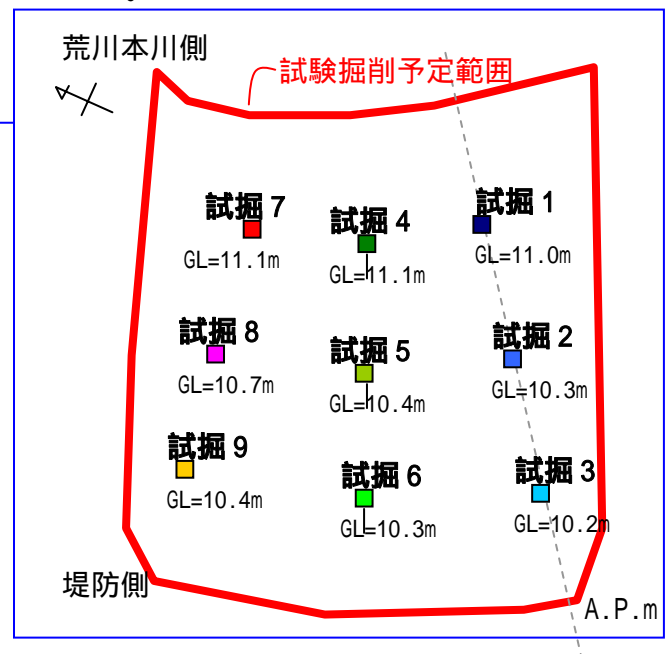 荒川本川側
試験掘削予定範囲
試掘7
GL=11.1m
試掘4
GL=11.1m
試掘1
GL=11.0m
試掘8
GL=10.7m
試掘5
GL=10.4m
試掘2
GL=10.3m
試掘9
GL=10.4m
試掘6
GL=10.3m
試掘3
GL=10.2m
堤防側
A.P.m